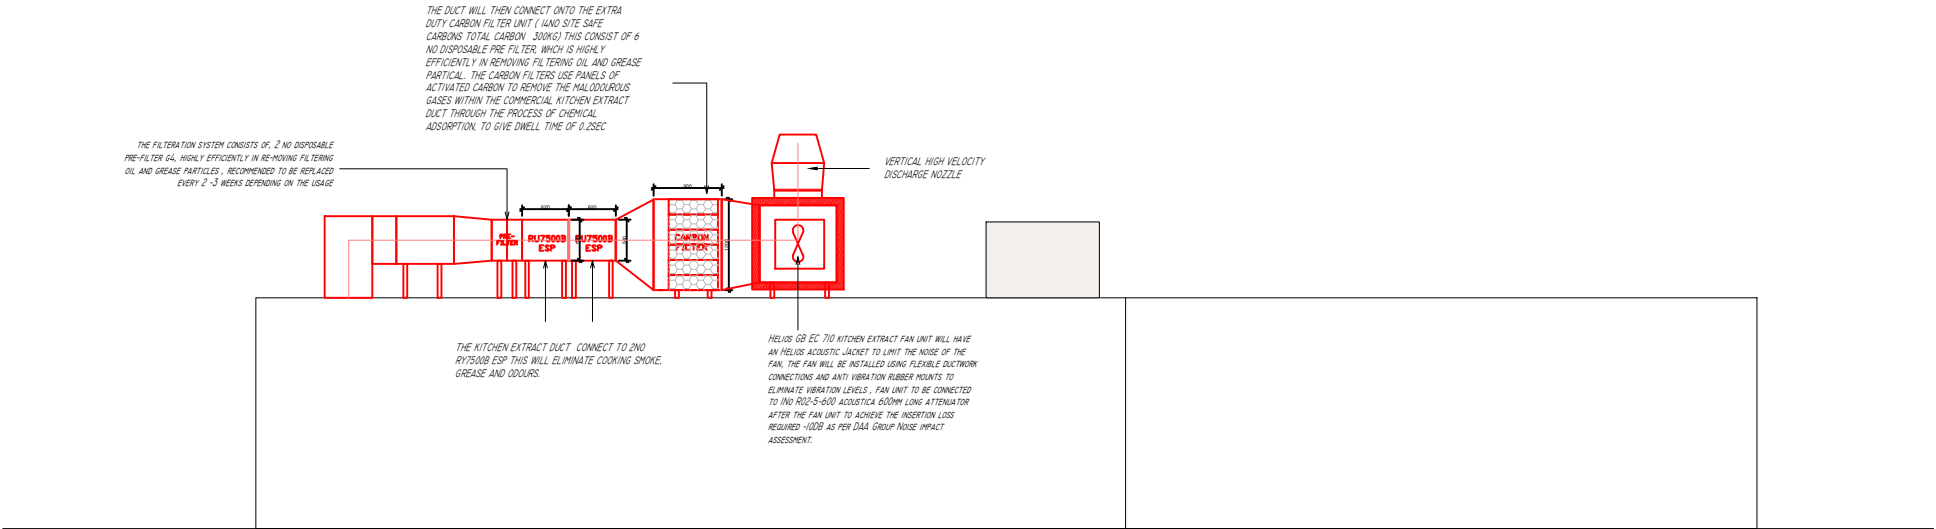 THE DUCT WILL THEN CONNECT ONTO THE EXTRA
DUTY CARBON FILTER UNIT ( 14NO SITE SAFE
CARBONS TOTAL CARBON  300KG) THIS CONSIST OF 6
NO DISPOSABLE PRE FILTER, WHCH IS HIGHLY
EFFICIENTLY IN REMOVING FILTERING OIL AND GREASE
PARTICAL. THE CARBON FILTERS USE PANELS OF
ACTIVATED CARBON TO REMOVE THE MALODOUROUS
GASES WITHIN THE COMMERCIAL KITCHEN EXTRACT
DUCT THROUGH THE PROCESS OF CHEMICAL
ADSORPTION, TO GIVE DWELL TIME OF 0.2SEC
THE FILTERATION SYSTEM CONSISTS OF, 2 NO DISPOSABLE
PRE-FILTER G4, HIGHLY EFFICIENTLY IN RE-MOVING FILTERING
OIL AND GREASE PARTICLES , RECOMMENDED TO BE REPLACED
EVERY 2 -3 WEEKS DEPENDING ON THE USAGE
VERTICAL HIGH VELOCITY
DISCHARGE NOZZLE
900
620
620
PRE-
FILTER
RU7500B
ESP
RU7500B
ESP
CARBON
FILTER
THE KITCHEN EXTRACT DUCT  CONNECT TO 2NO
RY7500B ESP THIS WILL ELIMINATE COOKING SMOKE,
GREASE AND ODOURS.
HELIOS GB EC 710 KITCHEN EXTRACT FAN UNIT WILL HAVE
AN HELIOS ACOUSTIC JACKET TO LIMIT THE NOISE OF THE
FAN, THE FAN WILL BE INSTALLED USING FLEXIBLE DUCTWORK
CONNECTIONS AND ANTI VIBRATION RUBBER MOUNTS TO
ELIMINATE VIBRATION LEVELS , FAN UNIT TO BE CONNECTED
TO 1NO R02-5-600 ACOUSTICA 600MM LONG ATTENUATOR
AFTER THE FAN UNIT TO ACHIEVE THE INSERTION LOSS
REQUIRED -10DB AS PER DAA GROUP NOISE IMPACT
ASSESSMENT.